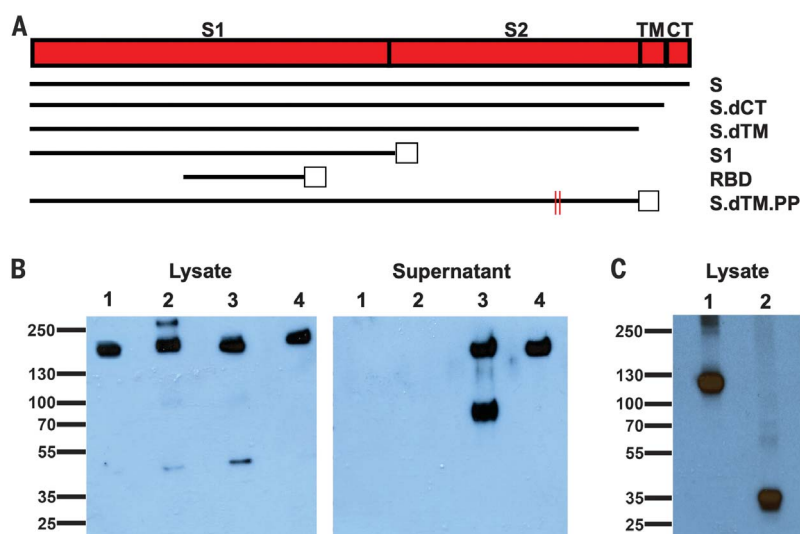 A
S1 S2 TM CT
S
S.dCT
S.dTM
S1
RBD
S.dTM.PP
B
Lysate Supernatant
1 2 3 4 1 2 3 4
250
130
100
70
55
35
25
C
Lysate
1 2
250
130
100
70
55
35
25